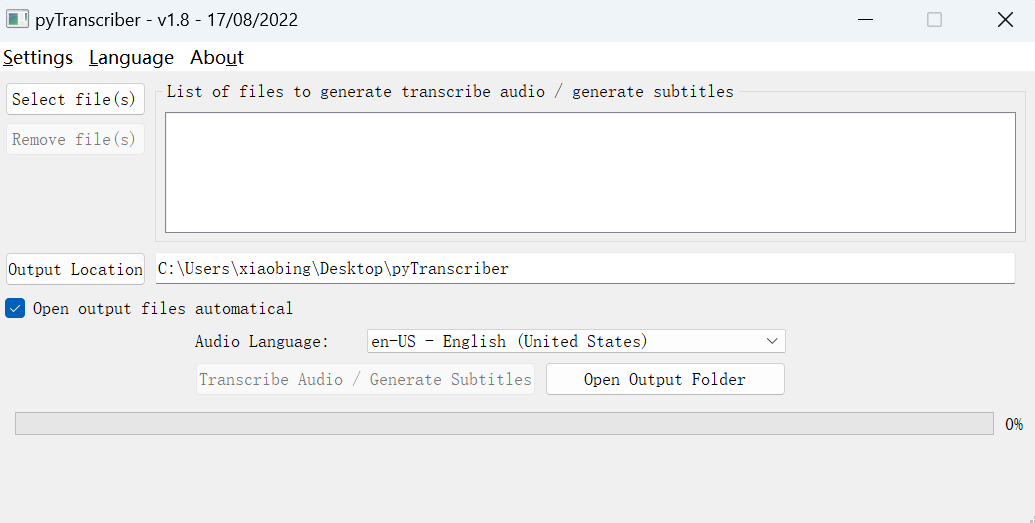 pyTranscriber - v1.8 - 17/08/2022
Settings Language About
Select file(s)
List of files to generate transcribe audio / generate subtitles
Remove file(s)
Output Location C:\Users\xiaobing\Desktop\pyTranscriber
Open output files automatical
Audio Language: en-US - English (United States)
Transcribe Audio / Generate Subtitles Open Output Folder
0%